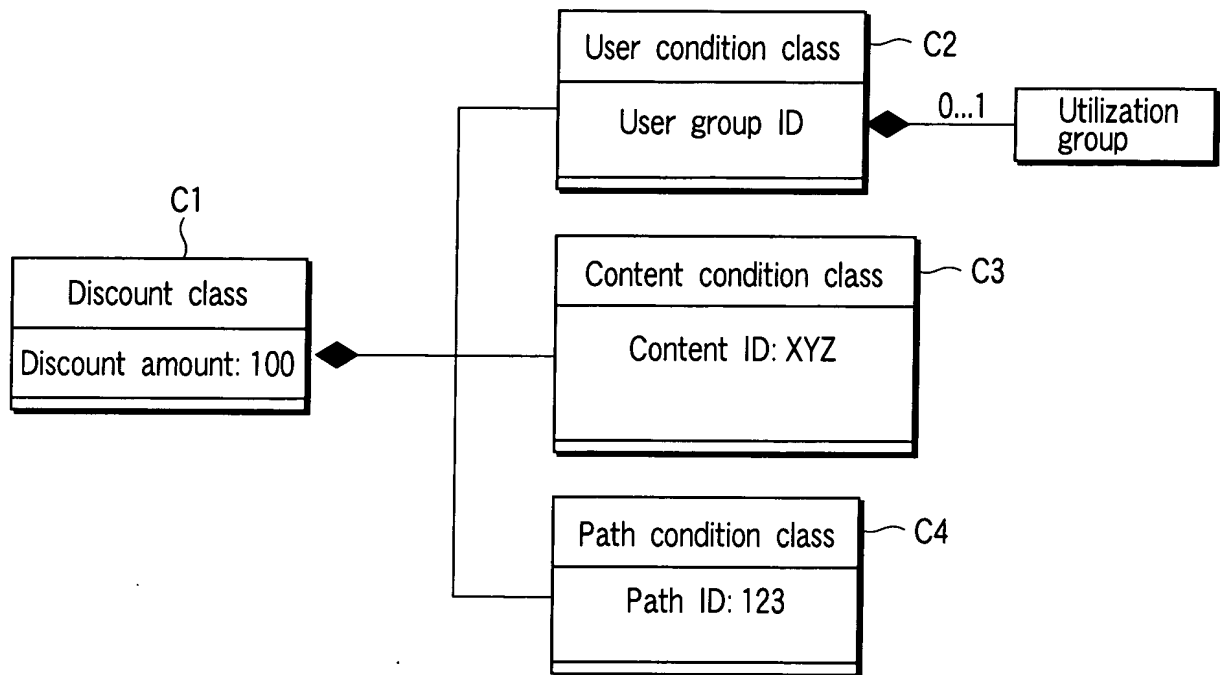 User condition class
C2
User group ID
0...1
Utilization
group
C1
Discount class
Discount amount: 100
Content condition class
C3
Content ID: XYZ
Path condition class
C4
Path ID: 123